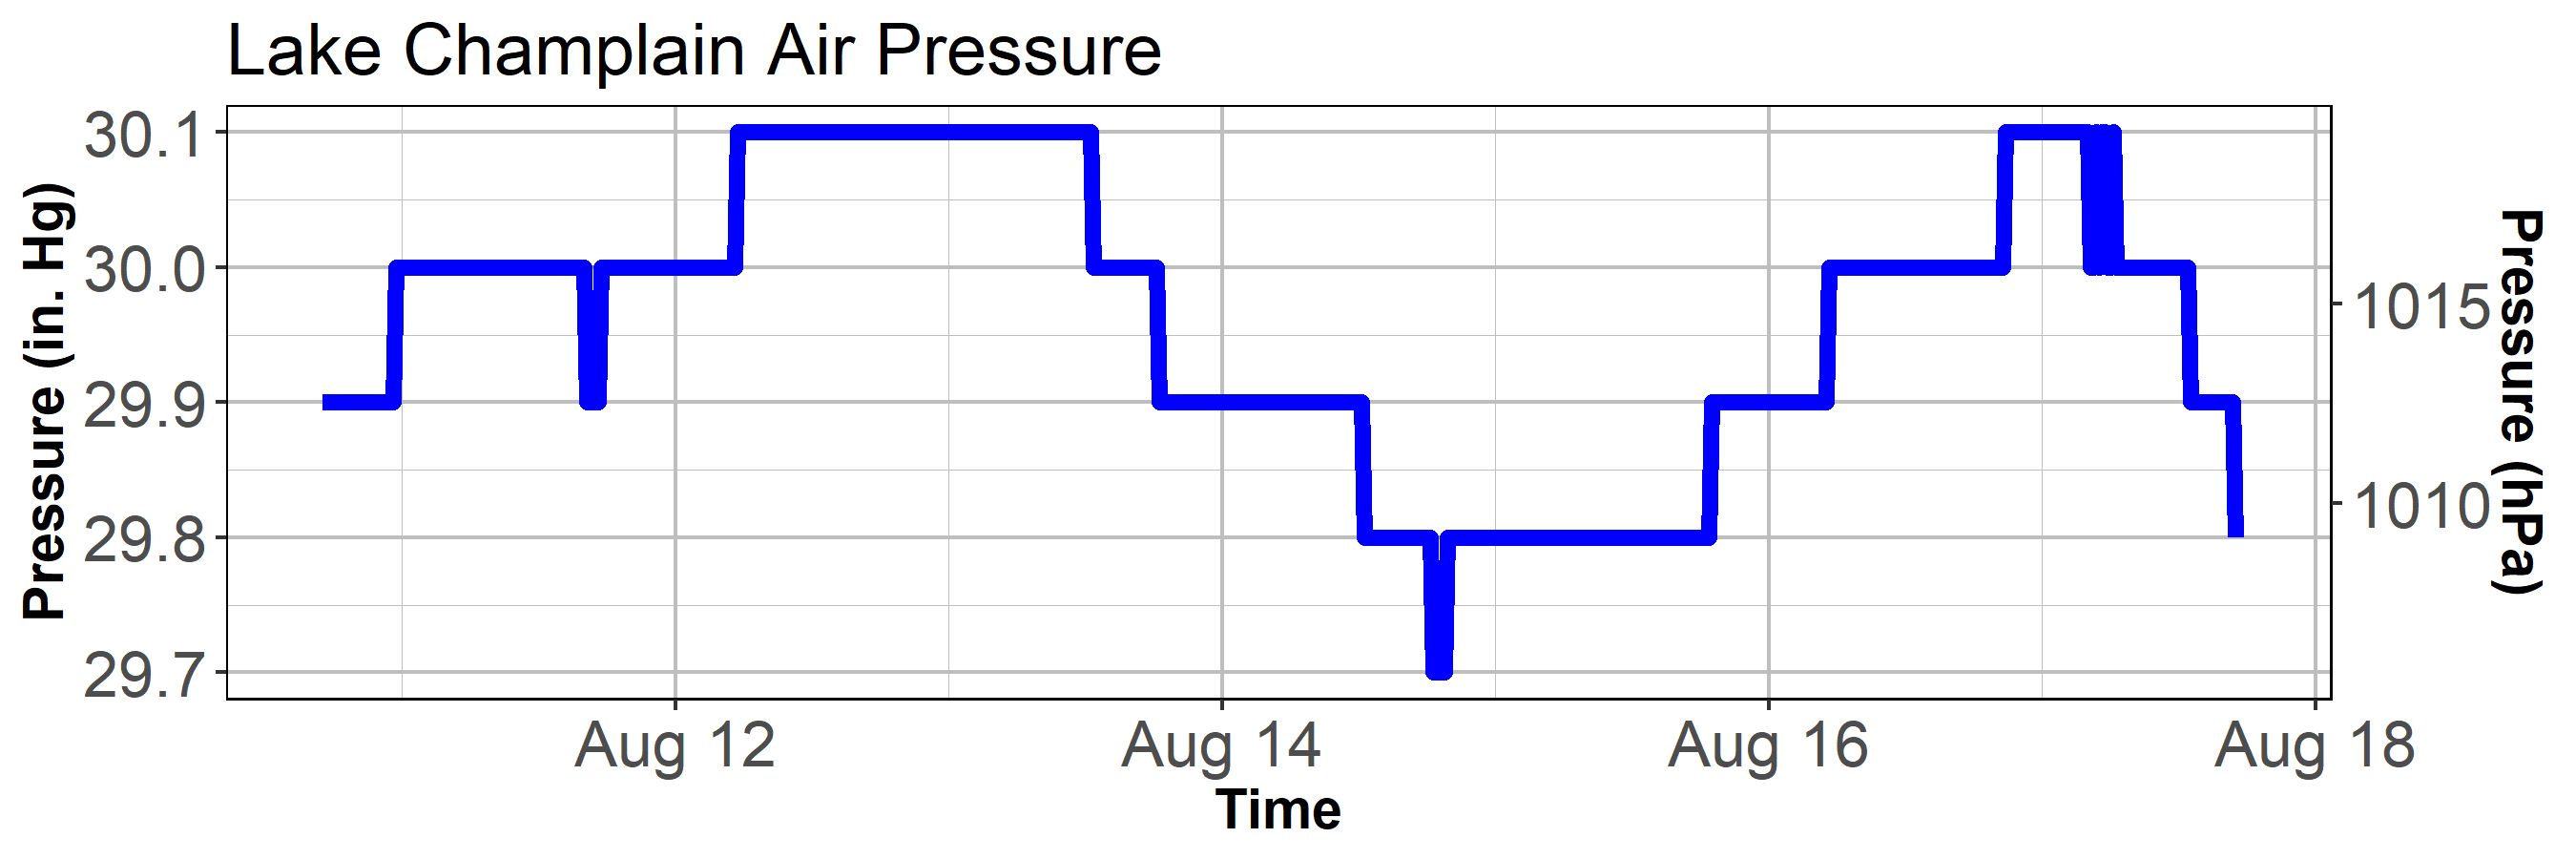 Lake Champlain Air Pressure
Pressure (in. Hg)
30.1
30.0
29.9
29.8
29.7
1015
1010
Pressure (hPa)
Aug 12
Aug 14
Aug 16
Aug 18
Time